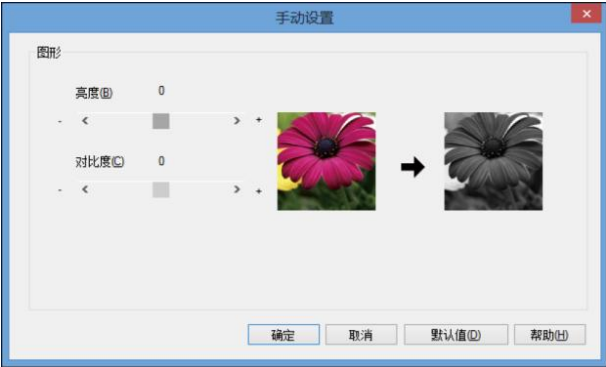 手动设置
图形
亮度(B) 0
- < > +
对比度(C) 0
- < > +
确定 取消 默认值(D) 帮助(H)